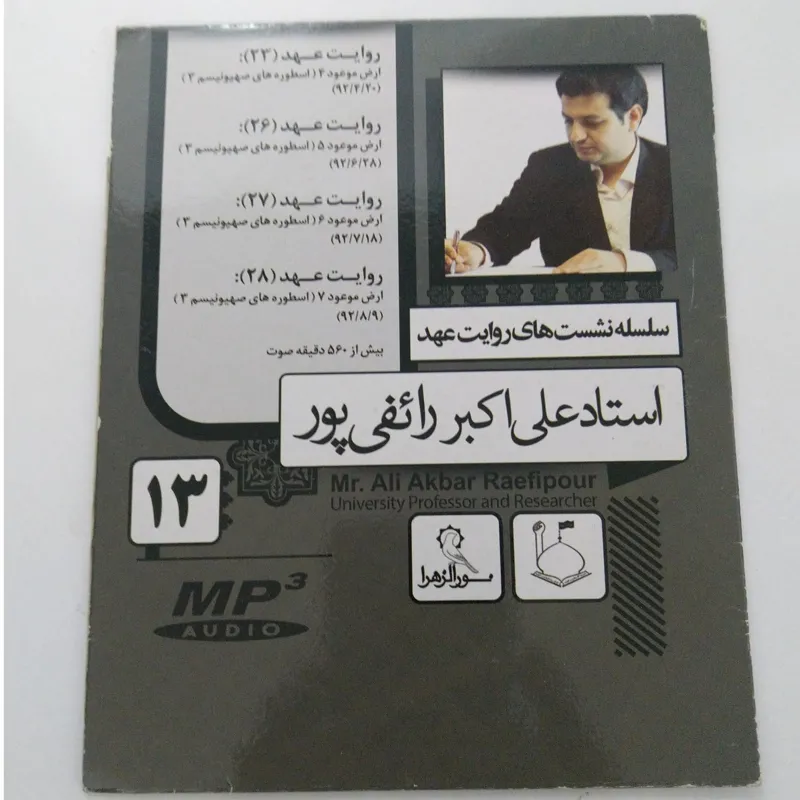 روایت عهد (۲۳):
ارض موعود ۴ (اسطوره های صهیونیسم ۳)
(۹۲/۴/۲۰)
روایت عهد (۲۶):
ارض موعود ۵ (اسطوره های صهیونیسم ۳)
(۹۲/۶/۲۸)
روایت عهد (۲۷):
ارض موعود ۶ (اسطوره های صهیونیسم ۳)
(۹۲/۷/۱۸)
روایت عهد (۲۸):
ارض موعود ۷ (اسطوره های صهیونیسم ۳)
(۹۲/۸/۹)
بیش از ۵۶۰ دقیقه صوت
سلسله نشست های روایت عهد
استاد علی اکبر رائفی پور
Mr. Ali Akbar Raefipour
University Professor and Researcher
۱۳
نورالزهرا
MP3
AUDIO